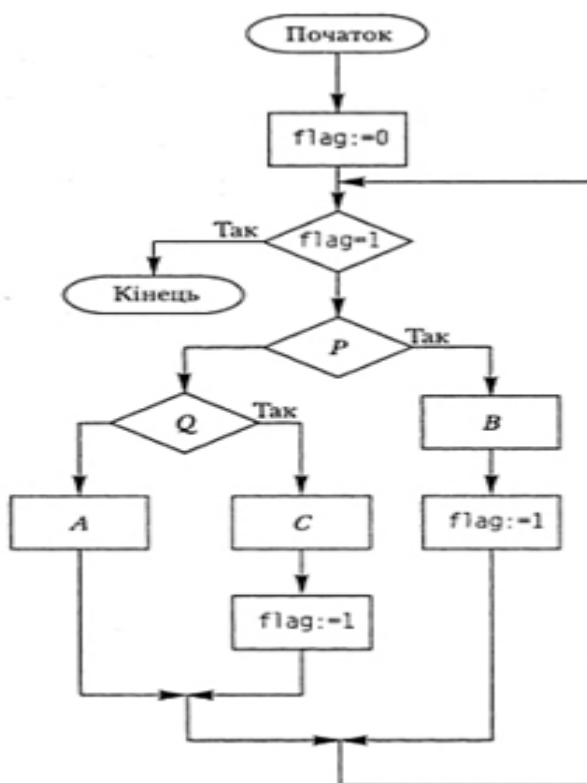 Початок
flag:=0
Так
flag=1
Кінець
P
Так
Q
Так
B
A
C
flag:=1
flag:=1